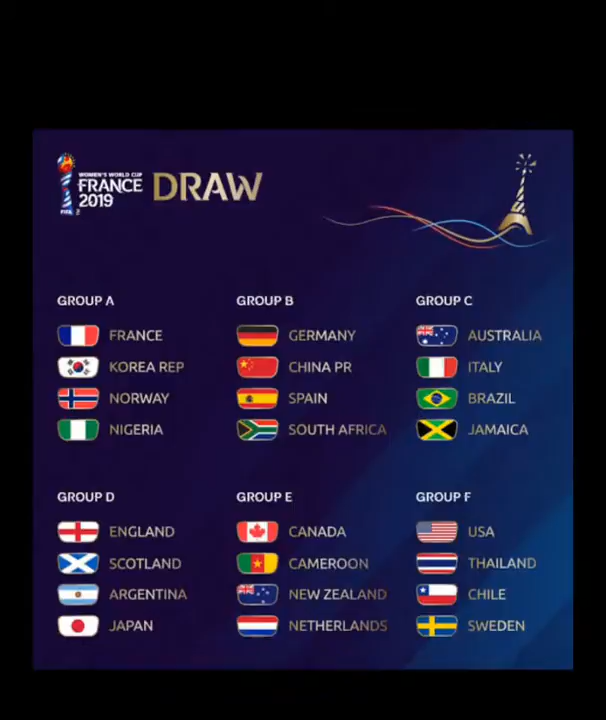 WOMEN'S WORLD CUP
FRANCE
2019
FIFA
DRAW
GROUP A
FRANCE
KOREA REP
NORWAY
NIGERIA
GROUP B
GERMANY
CHINA PR
SPAIN
SOUTH AFRICA
GROUP C
AUSTRALIA
ITALY
BRAZIL
JAMAICA
GROUP D
ENGLAND
SCOTLAND
ARGENTINA
JAPAN
GROUP E
CANADA
CAMEROON
NEW ZEALAND
NETHERLANDS
GROUP F
USA
THAILAND
CHILE
SWEDEN